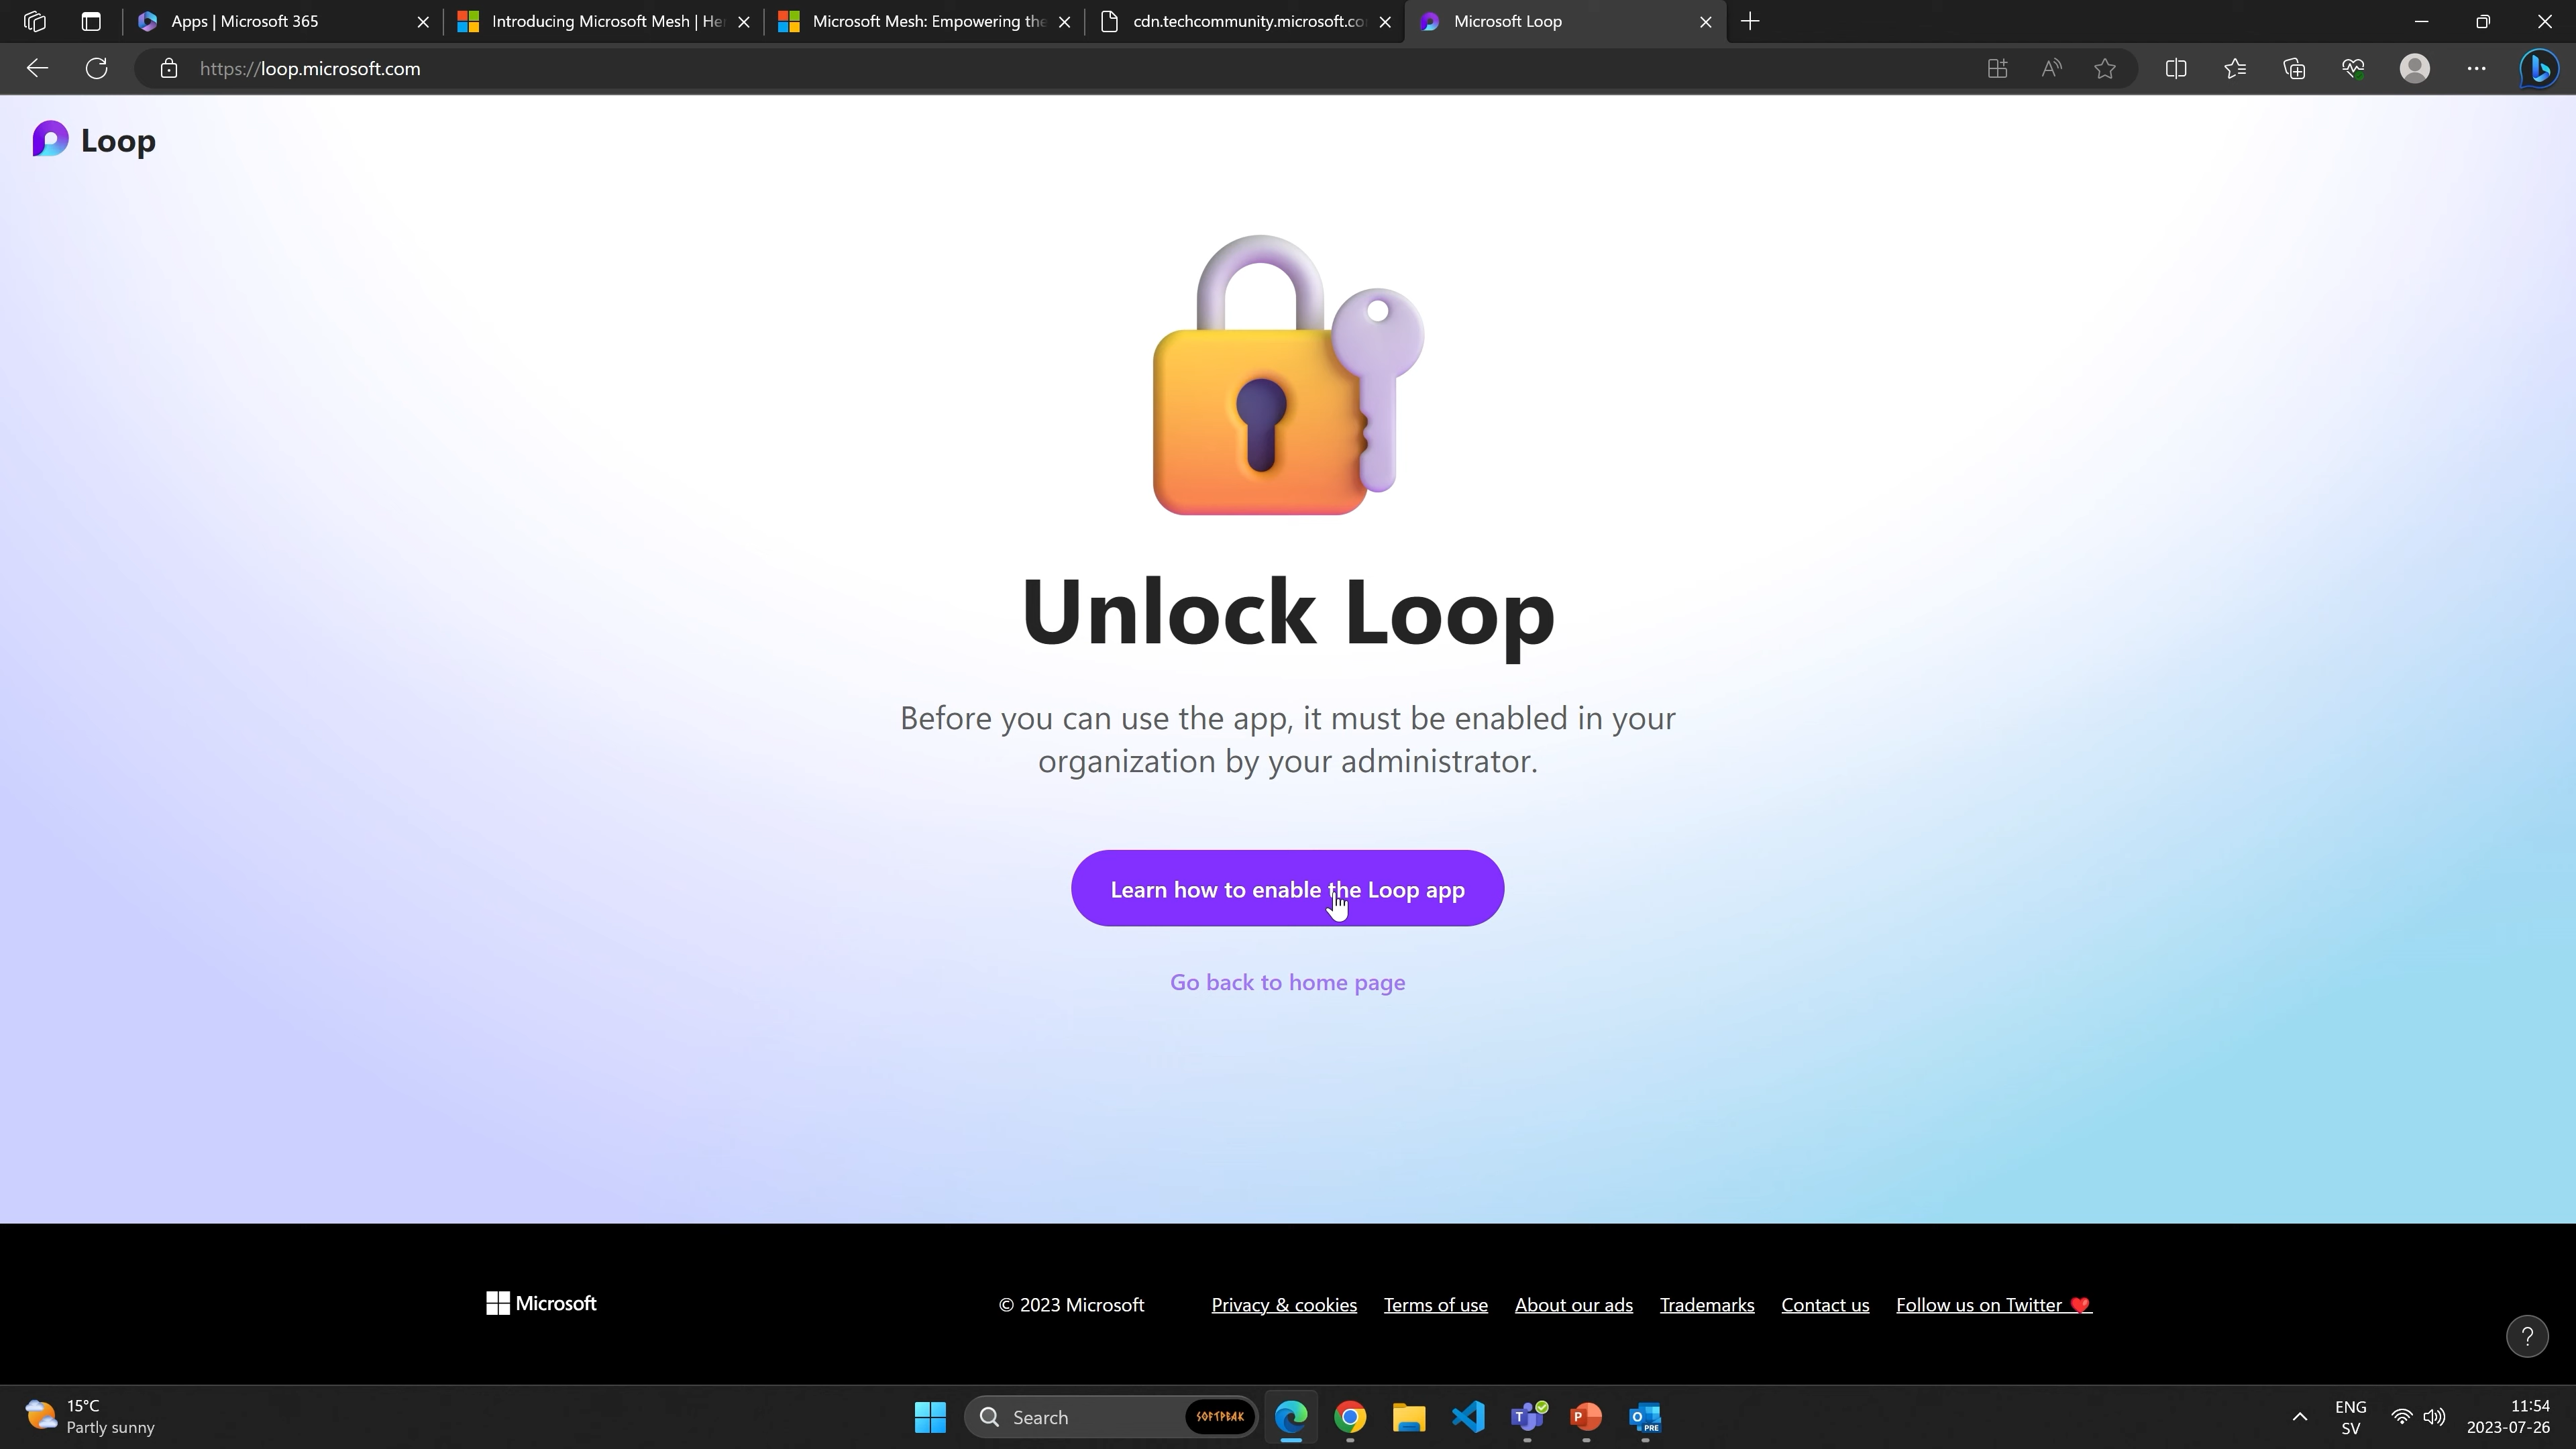 Apps | Microsoft 365
Introducing Microsoft Mesh | Her
Microsoft Mesh: Empowering the
cdn.techcommunity.microsoft.co
Microsoft Loop
https://loop.microsoft.com
Loop
Unlock Loop
Before you can use the app, it must be enabled in your
organization by your administrator.
Learn how to enable the Loop app
Go back to home page
Microsoft
© 2023 Microsoft
Privacy & cookies
Terms of use
About our ads
Trademarks
Contact us
Follow us on Twitter
?
15°C
Partly sunny
Search
SOFTPEAK
T
P
O
PRE
ENG
SV
11:54
2023-07-26